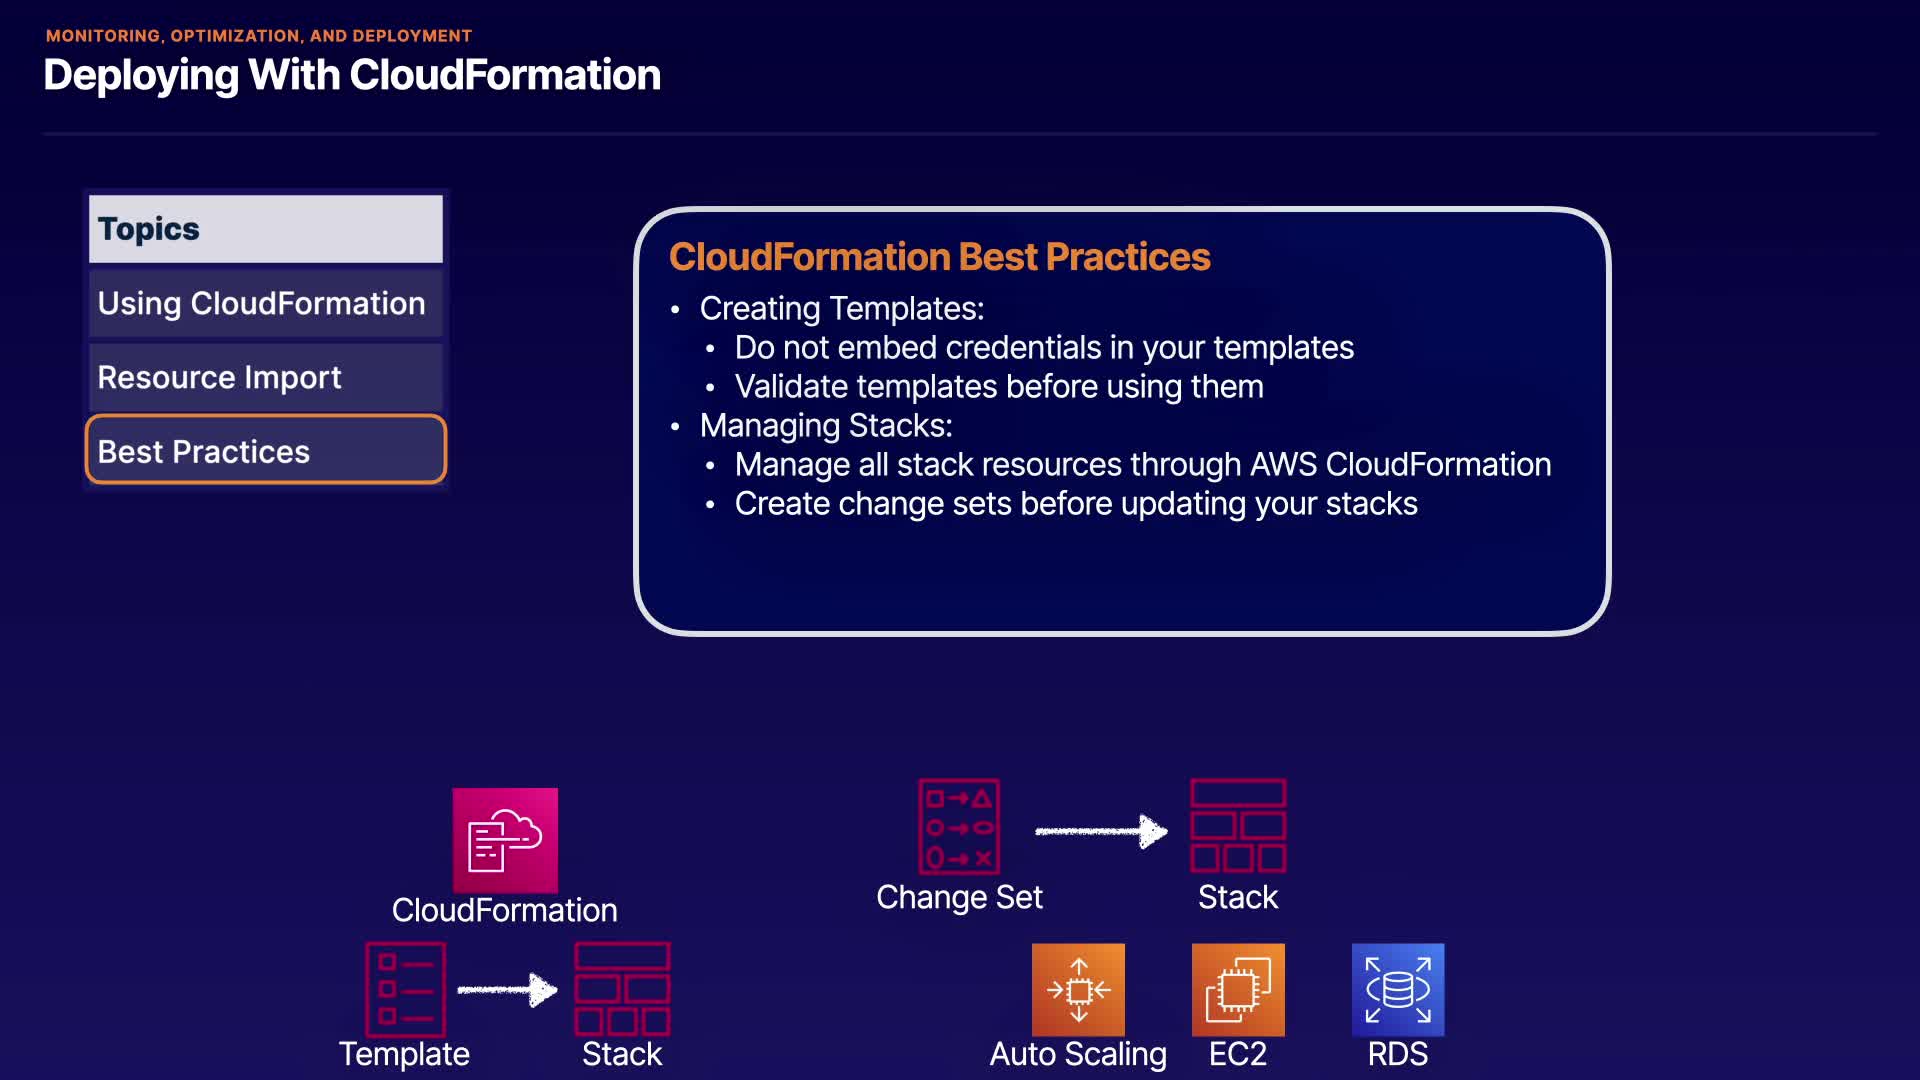 MONITORING, OPTIMIZATION, AND DEPLOYMENT
Deploying With CloudFormation
Topics
Using CloudFormation
Resource Import
Best Practices
CloudFormation Best Practices
• Creating Templates:
• Do not embed credentials in your templates
• Validate templates before using them
• Managing Stacks:
• Manage all stack resources through AWS CloudFormation
• Create change sets before updating your stacks
CloudFormation
Template
Stack
Change Set
Stack
Auto Scaling
EC2
RDS